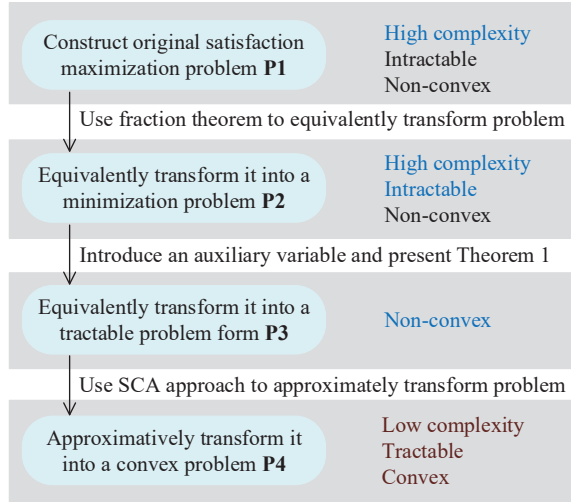 Construct original satisfaction
maximization problem P1
High complexity
Intractable
Non-convex
Use fraction theorem to equivalently transform problem
Equivalently transform it into a
minimization problem P2
High complexity
Intractable
Non-convex
Introduce an auxiliary variable and present Theorem 1
Equivalently transform it into a
tractable problem form P3
Non-convex
Use SCA approach to approximately transform problem
Approximatively transform it
into a convex problem P4
Low complexity
Tractable
Convex